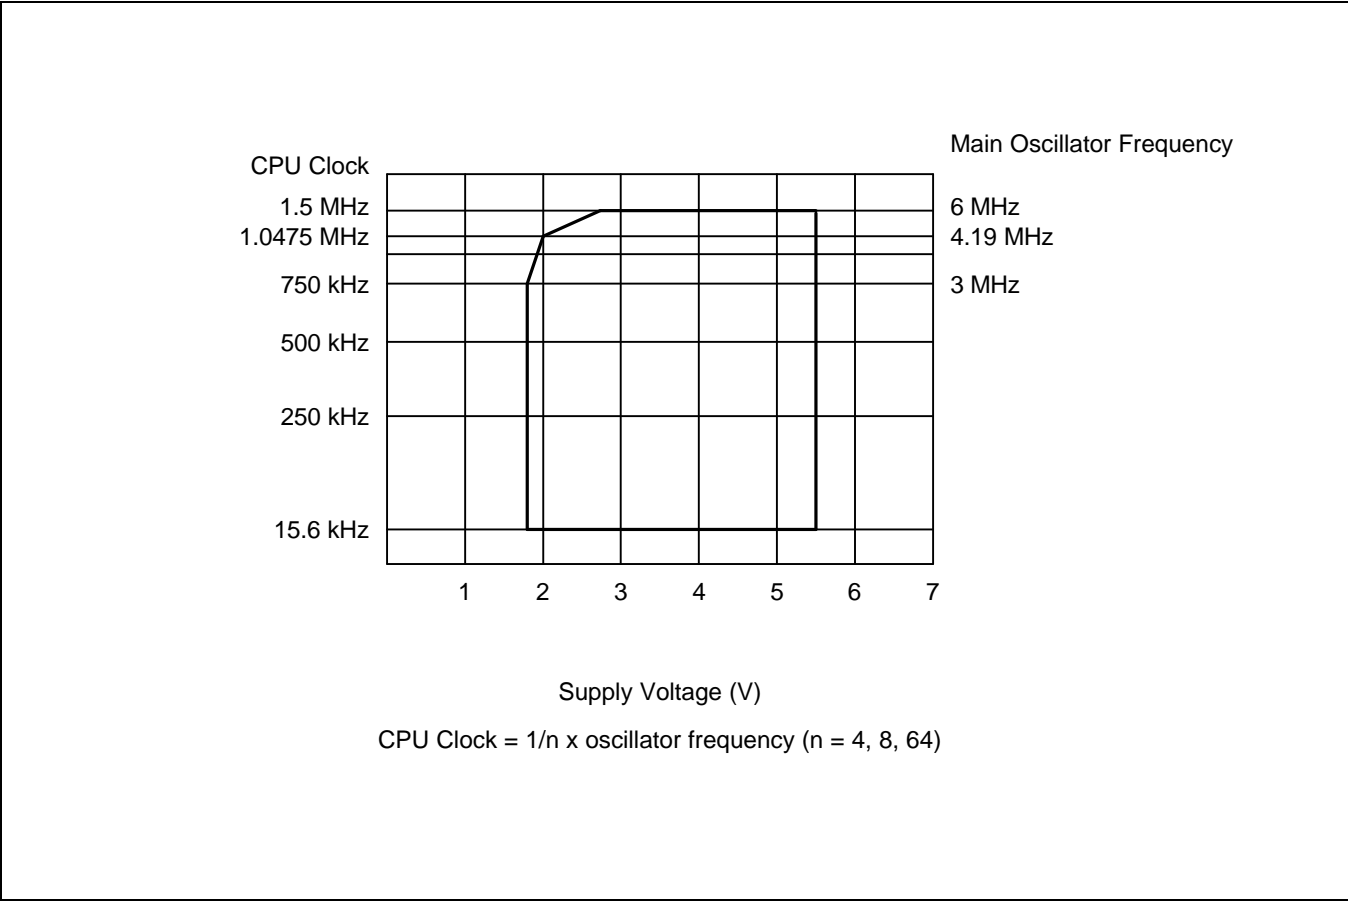 Main Oscillator Frequency
CPU Clock
1.5 MHz
6 MHz
1.0475 MHz
4.19 MHz
750 kHz
3 MHz
500 kHz
250 kHz
15.6 kHz
1 2 3 4 5 6 7
Supply Voltage (V)
CPU Clock = 1/n x oscillator frequency (n = 4, 8, 64)